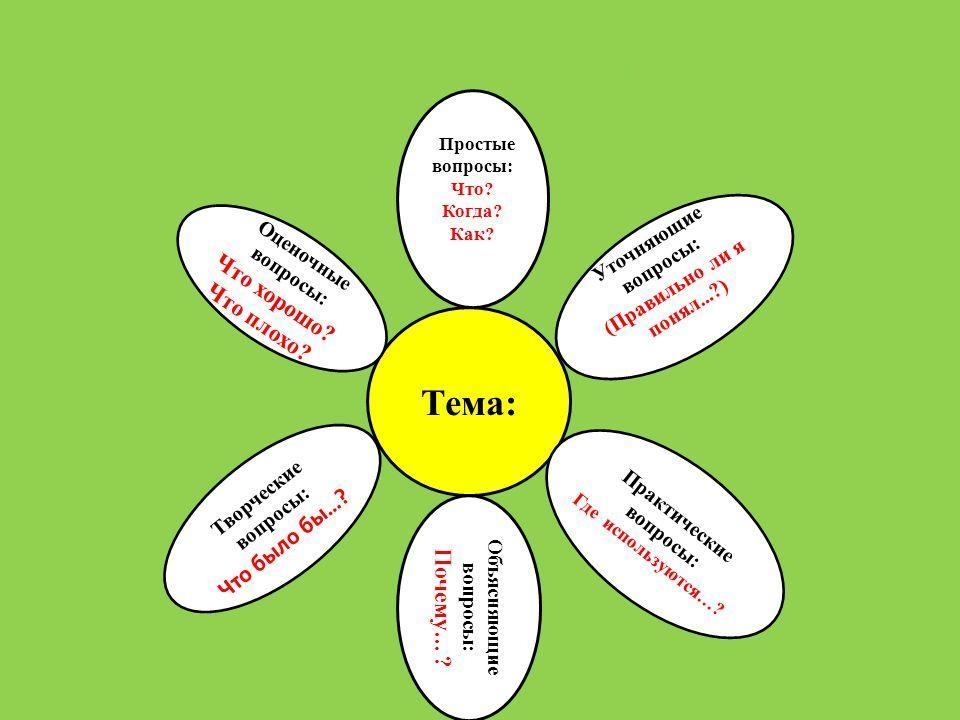 Простые
вопросы:
Что?
Когда?
Как?
Уточняющие
вопросы:
(Правильно ли я
понял...?)
Практические
вопросы:
Где используются…?
Объясняющие
вопросы:
Почему…?
Творческие
вопросы:
Что было бы…?
Оценочные
вопросы:
Что хорошо?
Что плохо?
Тема: